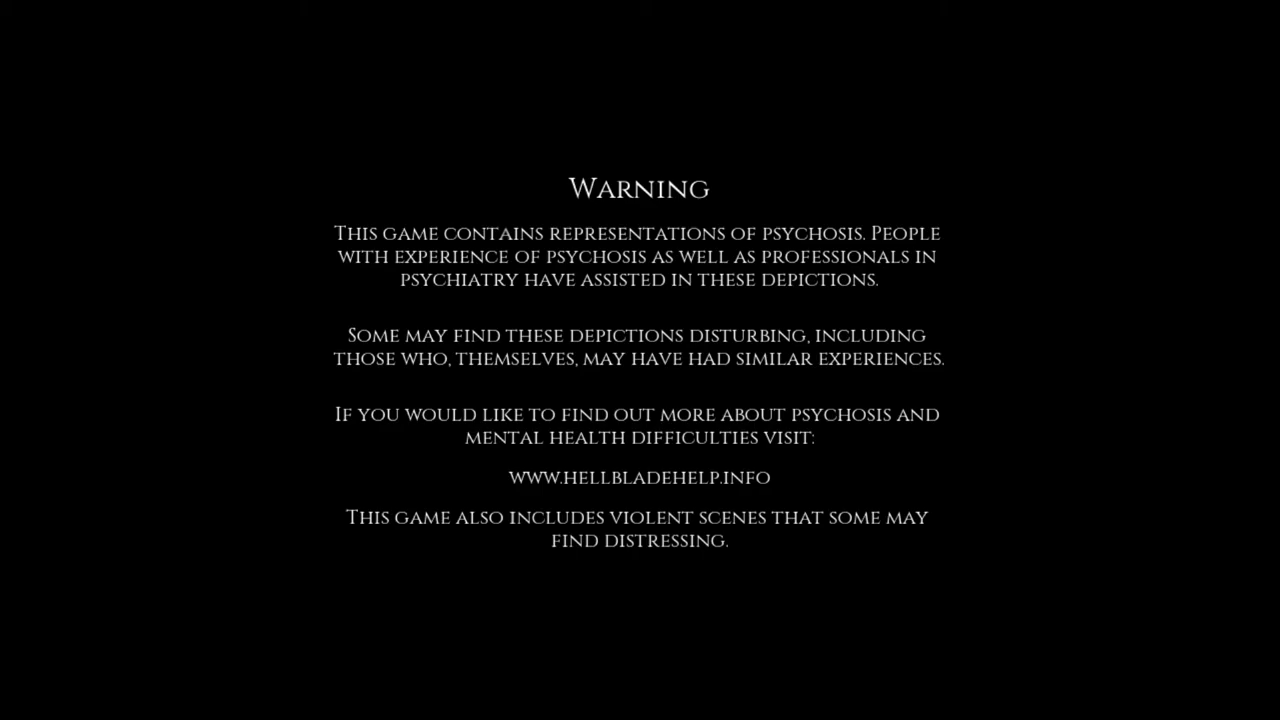 Warning
This game contains representations of psychosis. People
with experience of psychosis as well as professionals in
psychiatry have assisted in these depictions.
Some may find these depictions disturbing, including
those who, themselves, may have had similar experiences.
If you would like to find out more about psychosis and
mental health difficulties visit:
www.hellbladehelp.info
This game also includes violent scenes that some may
find distressing.